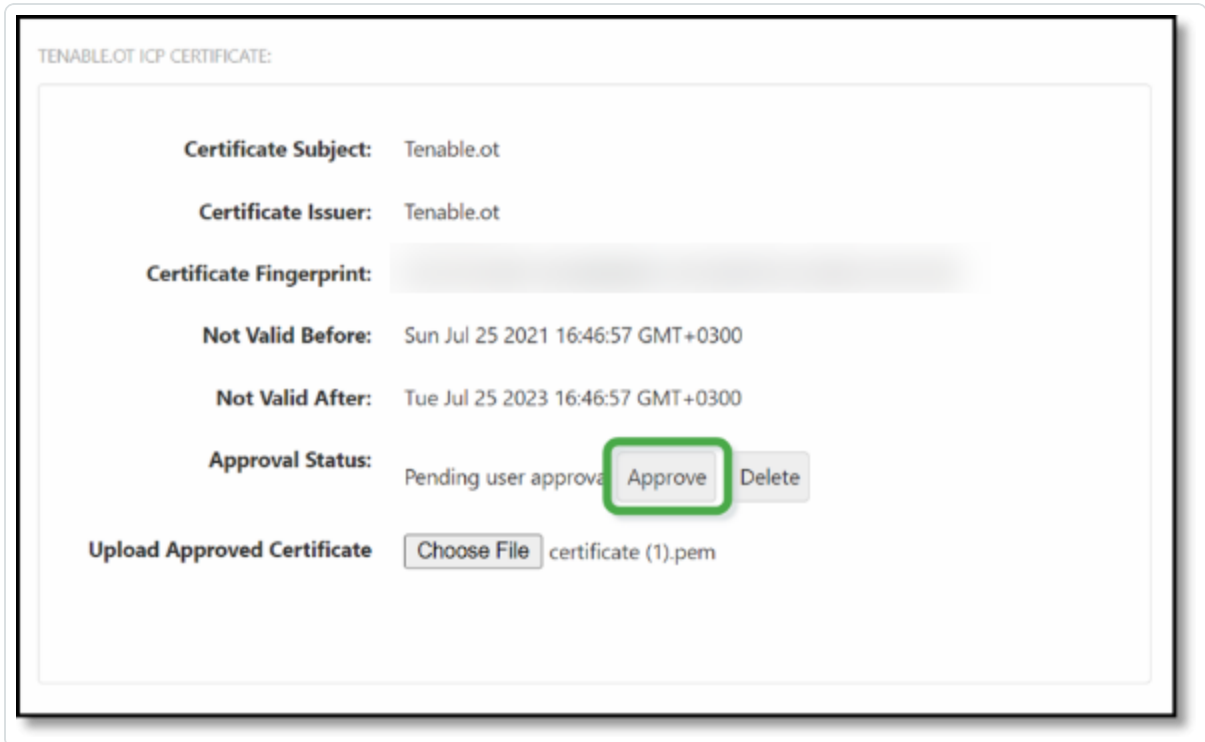 TENABLE.OT ICP CERTIFICATE:
Certificate Subject: Tenable.ot
Certificate Issuer: Tenable.ot
Certificate Fingerprint:
Not Valid Before: Sun Jul 25 2021 16:46:57 GMT+0300
Not Valid After: Tue Jul 25 2023 16:46:57 GMT+0300
Approval Status: Pending user approva Approve Delete
Upload Approved Certificate Choose File certificate (1).pem